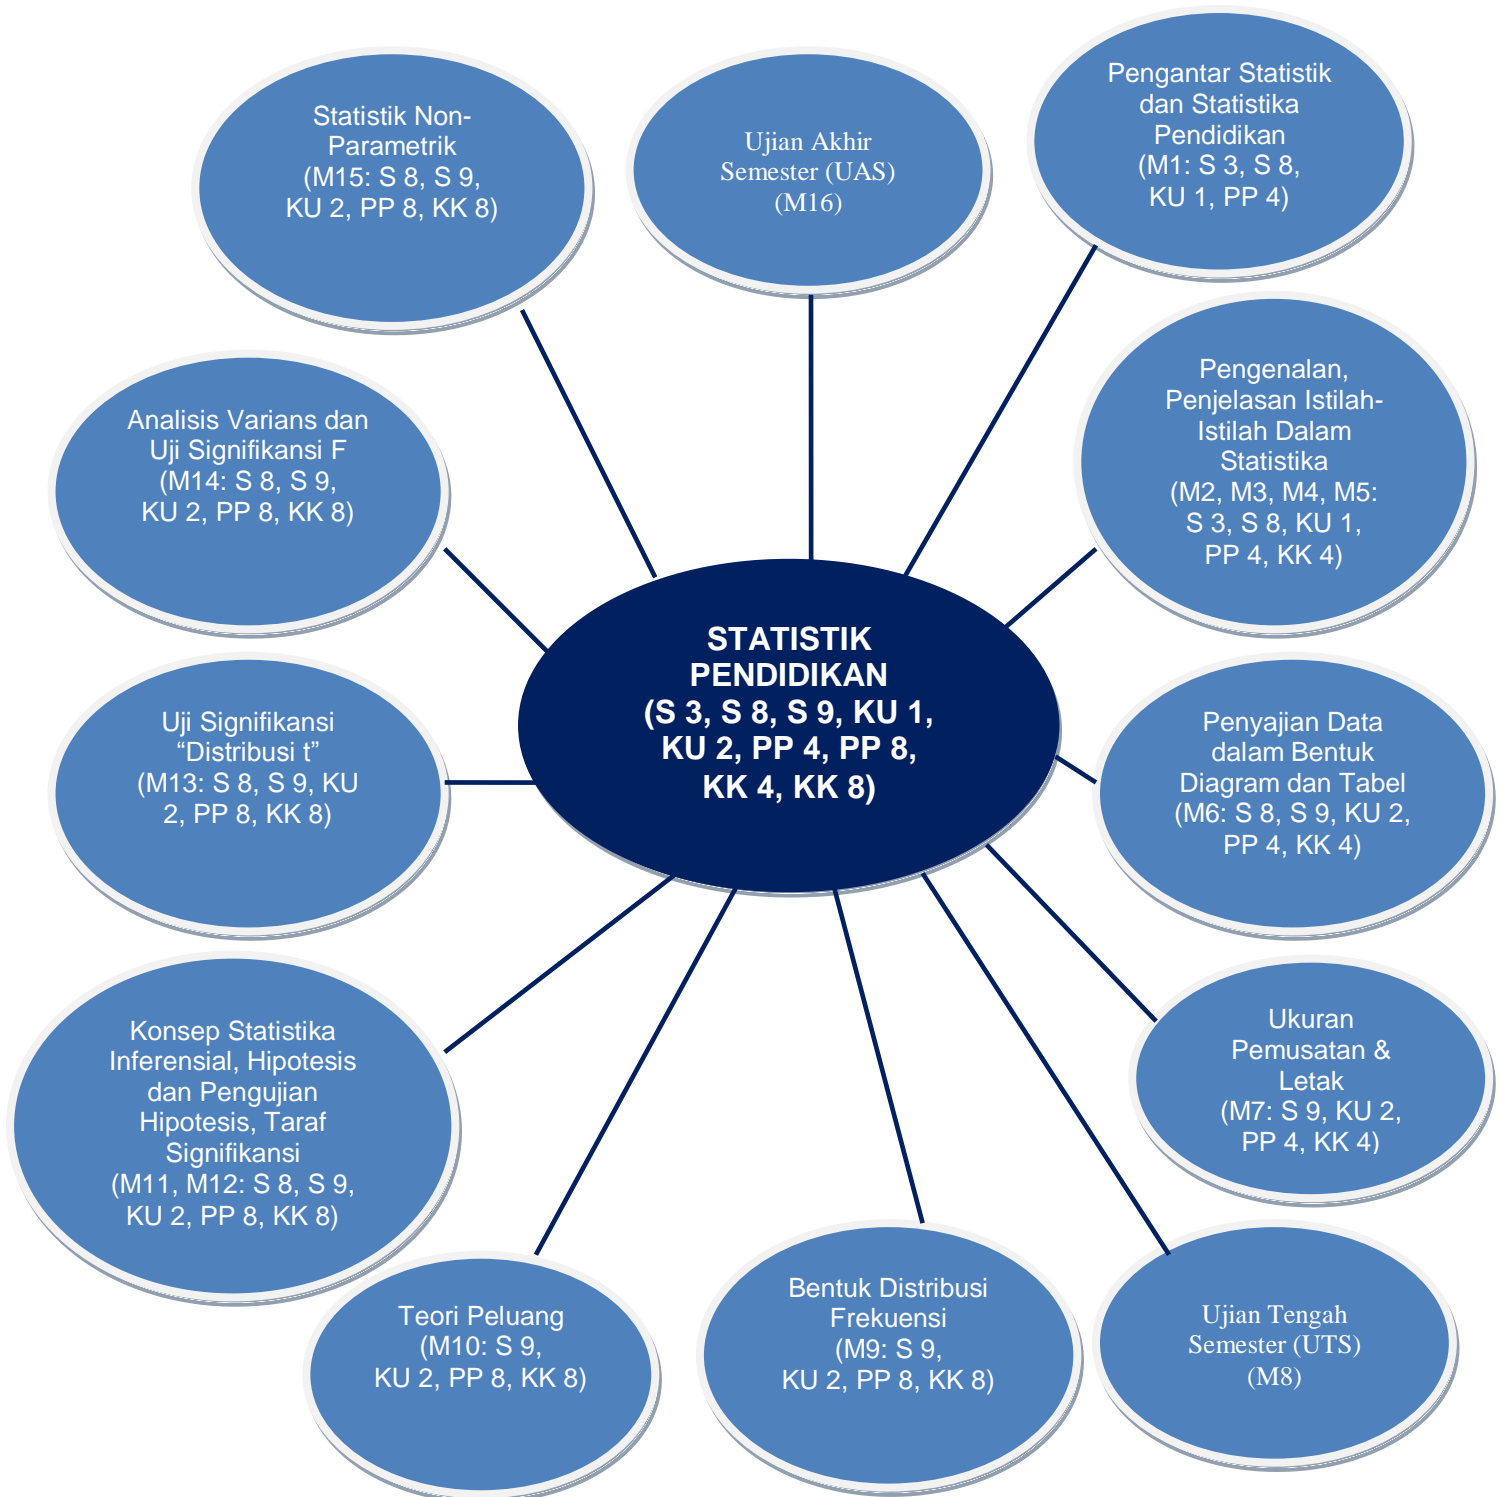 Pengantar Statistik
dan Statistika
Pendidikan
(M1: S 3, S 8,
KU 1, PP 4)
Pengenalan,
Penjelasan Istilah-
Istilah Dalam
Statistika
(M2, M3, M4, M5:
S 3, S 8, KU 1,
PP 4, KK 4)
Penyajian Data
dalam Bentuk
Diagram dan Tabel
(M6: S 8, S 9, KU 2,
PP 4, KK 4)
Ukuran
Pemusatan &
Letak
(M7: S 9, KU 2,
PP 4, KK 4)
Ujian Tengah
Semester (UTS)
(M8)
Bentuk Distribusi
Frekuensi
(M9: S 9,
KU 2, PP 8, KK 8)
Teori Peluang
(M10: S 9,
KU 2, PP 8, KK 8)
Konsep Statistika
Inferensial, Hipotesis
dan Pengujian
Hipotesis, Taraf
Signifikansi
(M11, M12: S 8, S 9,
KU 2, PP 8, KK 8)
Uji Signifikansi
“Distribusi t”
(M13: S 8, S 9, KU
2, PP 8, KK 8)
Analisis Varians dan
Uji Signifikansi F
(M14: S 8, S 9,
KU 2, PP 8, KK 8)
Statistik Non-
Parametrik
(M15: S 8, S 9,
KU 2, PP 8, KK 8)
Ujian Akhir
Semester (UAS)
(M16)
STATISTIK
PENDIDIKAN
(S 3, S 8, S 9, KU 1,
KU 2, PP 4, PP 8,
KK 4, KK 8)